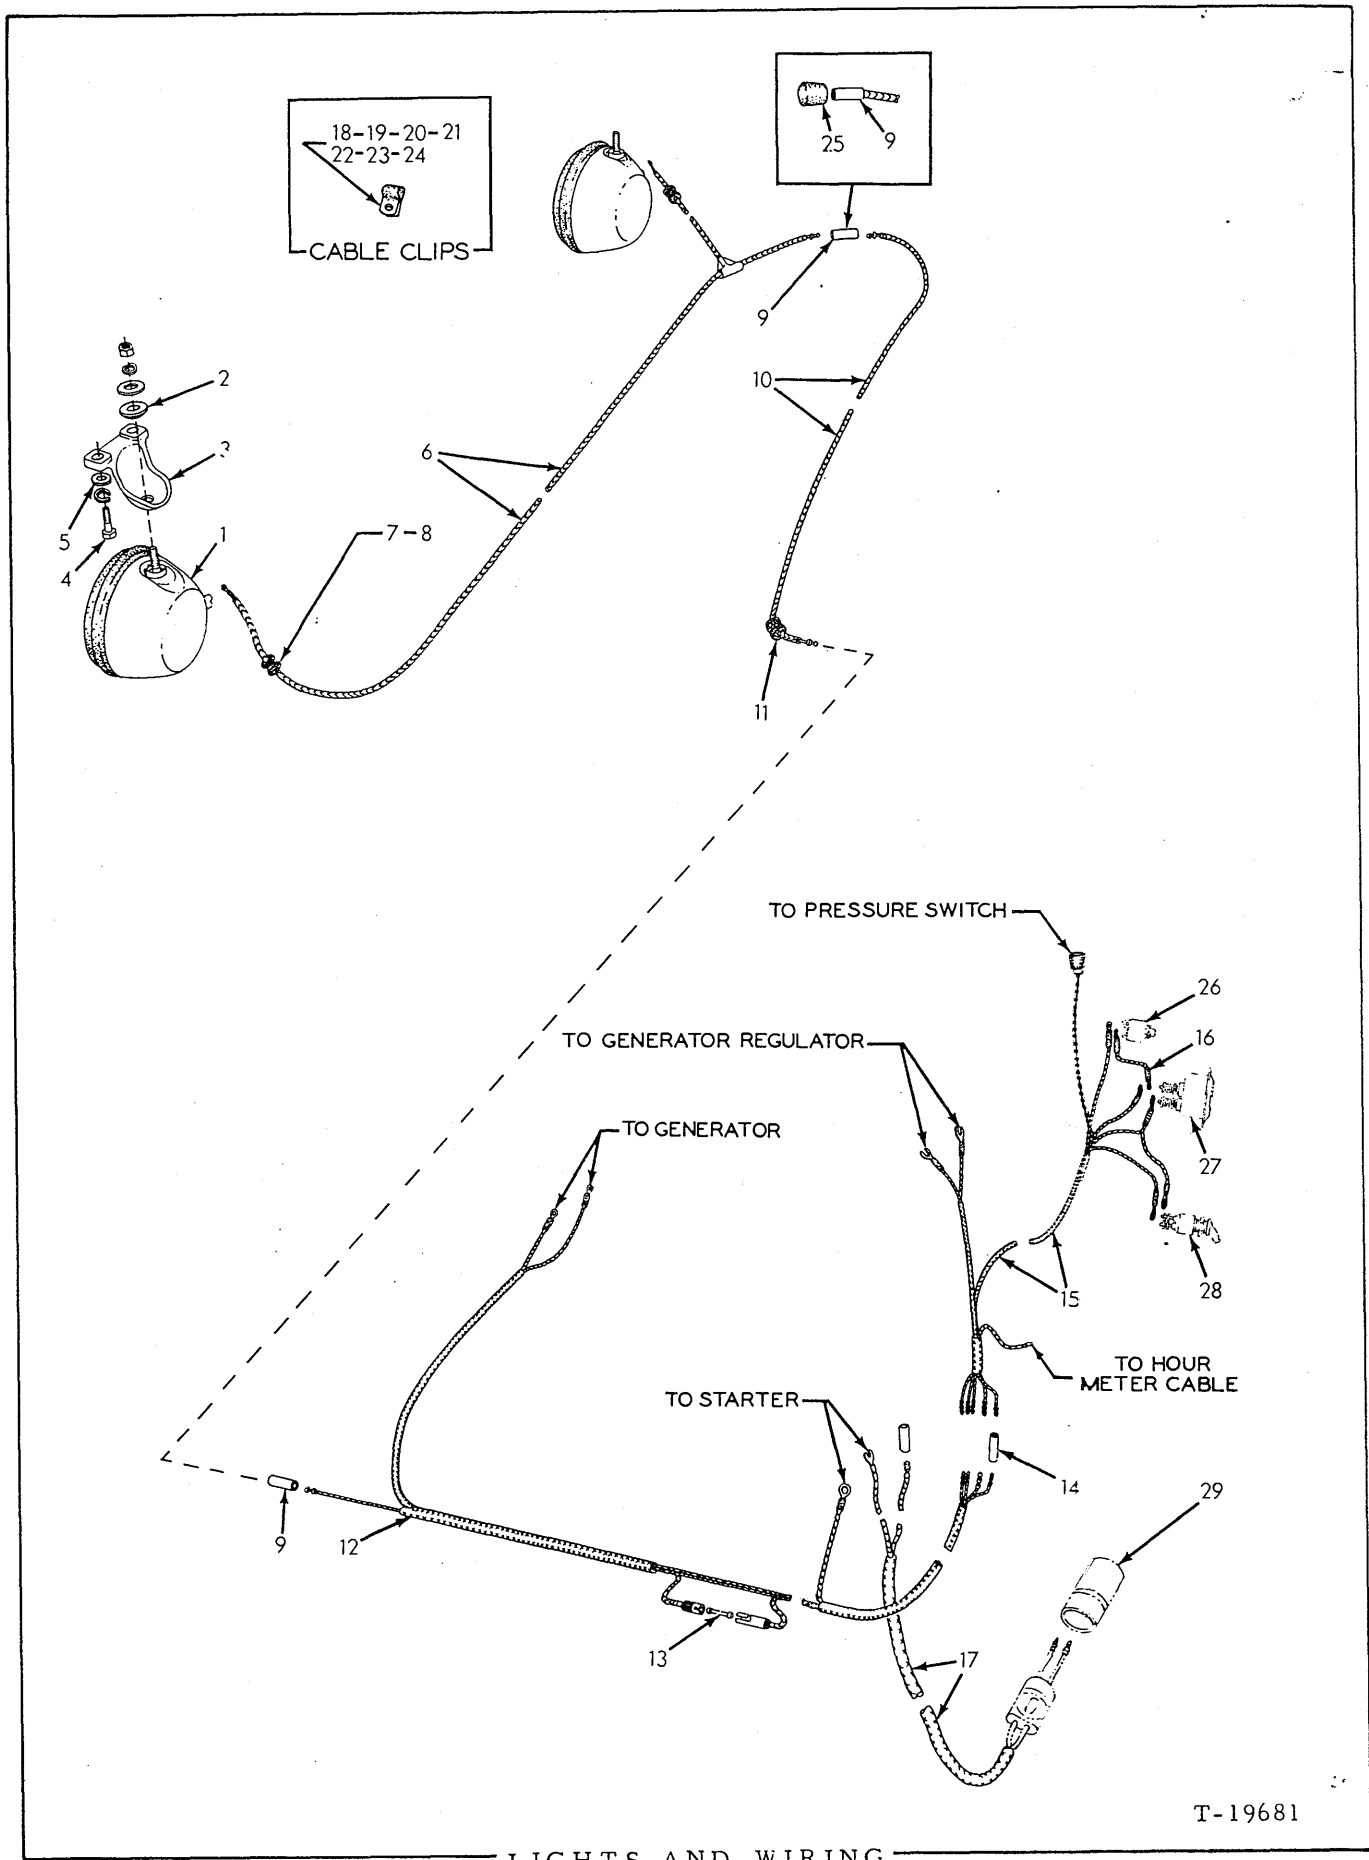 18-19-20-21
22-23-24
CABLE CLIPS
25
9
9
2
10
3
6
5
1
7-8
4
11
TO PRESSURE SWITCH
26
TO GENERATOR REGULATOR
16
TO GENERATOR
27
28
15
TO HOUR
METER CABLE
TO STARTER
14
29
9
12
13
17
T-19681
LIGHTS AND WIRING